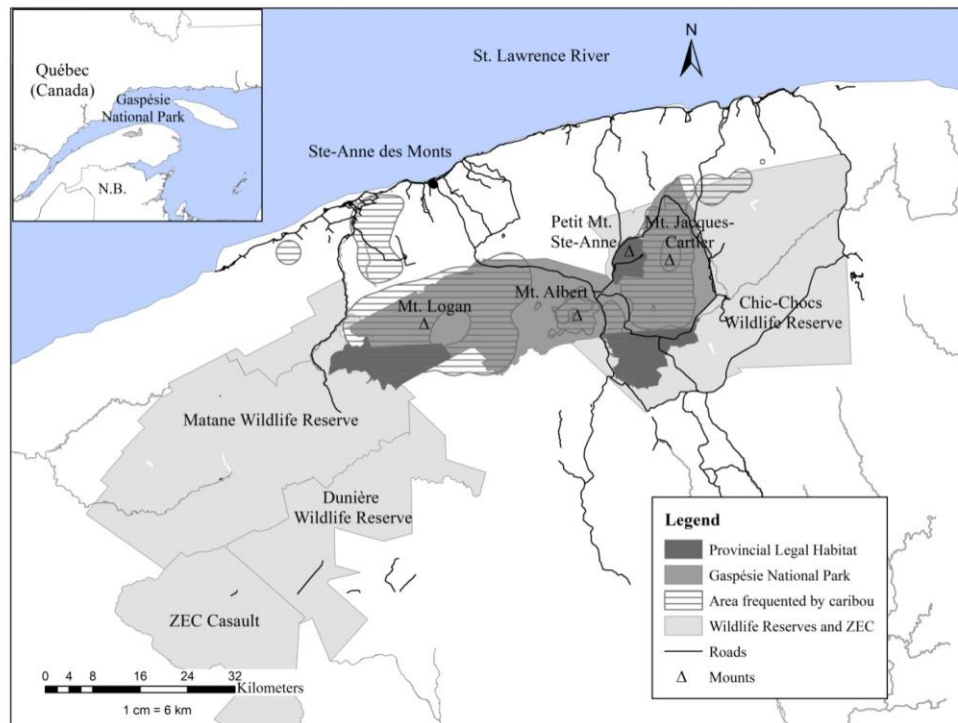 Québec
(Canada)
Gaspésie
National Park
N.B.
St. Lawrence River
N
Ste-Anne des Monts
Petit Mt.
Ste-Anne
Mt. Jacques-
Cartier
Mt. Logan
Mt. Albert
Chic-Chocs
Wildlife Reserve
Matane Wildlife Reserve
Dunière
Wildlife Reserve
ZEC Casault
Legend
Provincial Legal Habitat
Gaspésie National Park
Area frequented by caribou
Wildlife Reserves and ZEC
Roads
Mounts
0 4 8 16 24 32
Kilometers
1 cm = 6 km